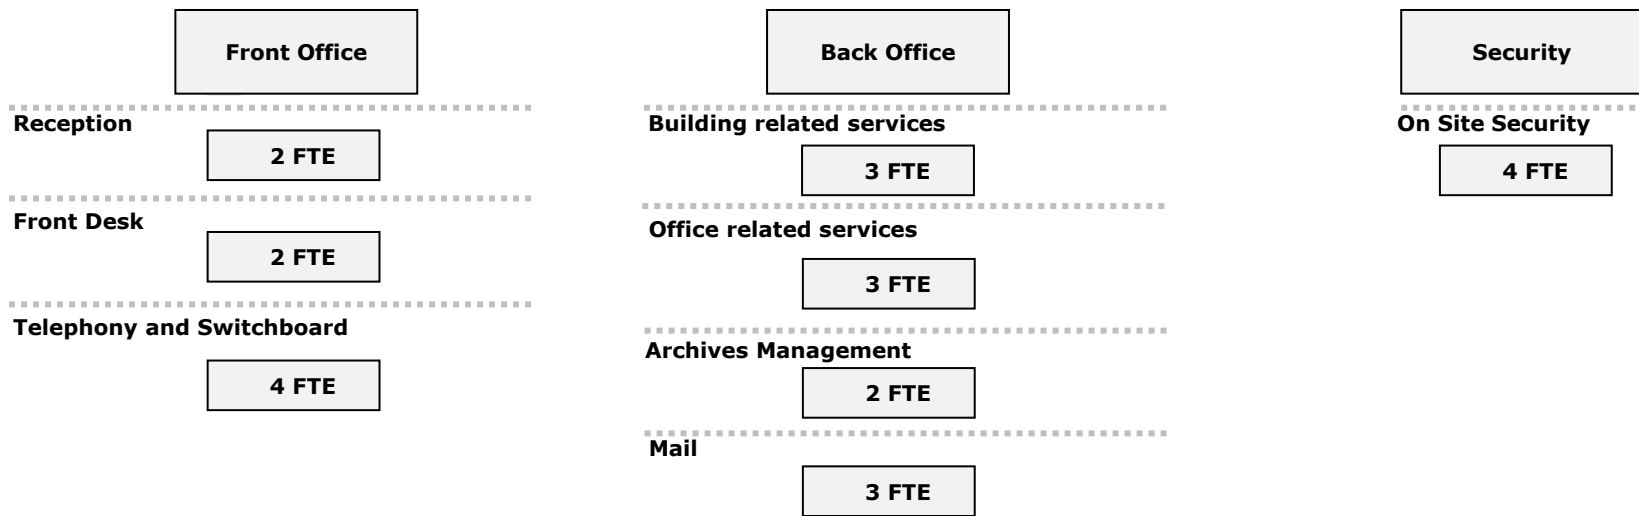 Front Office
Reception
2 FTE
Front Desk
2 FTE
Telephony and Switchboard
4 FTE
Back Office
Building related services
3 FTE
Office related services
3 FTE
Archives Management
2 FTE
Mail
3 FTE
Security
On Site Security
4 FTE